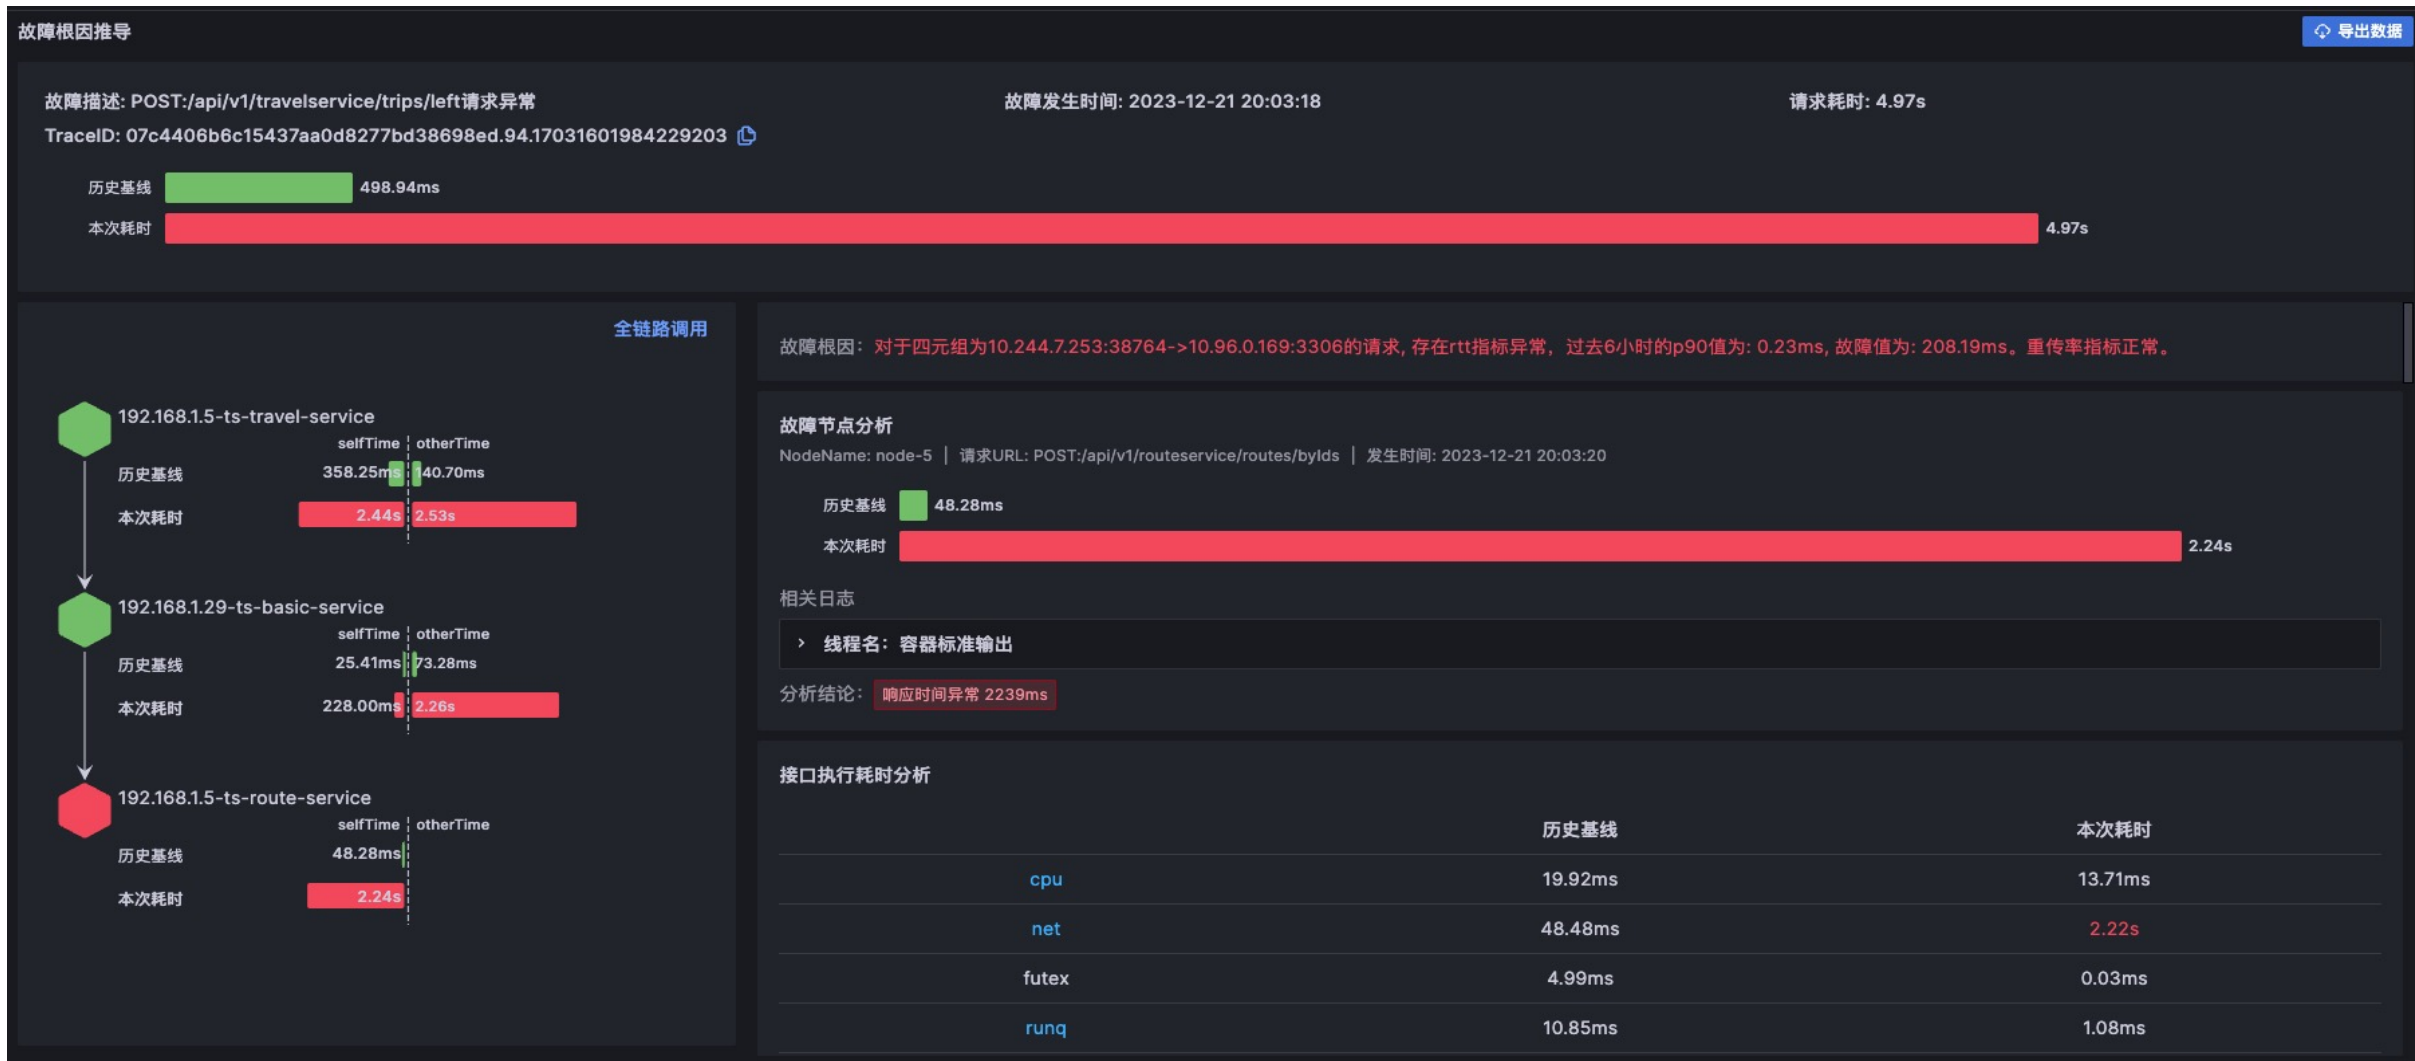 故障根因推导
导出数据
故障描述: POST:/api/v1/travelservice/trips/left请求异常
故障发生时间: 2023-12-21 20:03:18
请求耗时: 4.97s
TraceID: 07c4406b6c15437aa0d8277bd38698ed.94.17031601984229203
历史基线 498.94ms
本次耗时 4.97s
全链路调用
192.168.1.5-ts-travel-service
selfTime otherTime
历史基线 358.25ms 140.70ms
本次耗时 2.44s 2.53s
192.168.1.29-ts-basic-service
selfTime otherTime
历史基线 25.41ms 73.28ms
本次耗时 228.00ms 2.26s
192.168.1.5-ts-route-service
selfTime otherTime
历史基线 48.28ms
本次耗时 2.24s
故障根因：对于四元组为10.244.7.253:38764->10.96.0.169:3306的请求, 存在rtt指标异常，过去6小时的p90值为: 0.23ms, 故障值为: 208.19ms。重传率指标正常。
故障节点分析
NodeName: node-5 | 请求URL: POST:/api/v1/routeservice/routes/byIds | 发生时间: 2023-12-21 20:03:20
历史基线 48.28ms
本次耗时 2.24s
相关日志
> 线程名：容器标准输出
分析结论：响应时间异常 2239ms
接口执行耗时分析
历史基线 本次耗时
cpu 19.92ms 13.71ms
net 48.48ms 2.22s
futex 4.99ms 0.03ms
runq 10.85ms 1.08ms